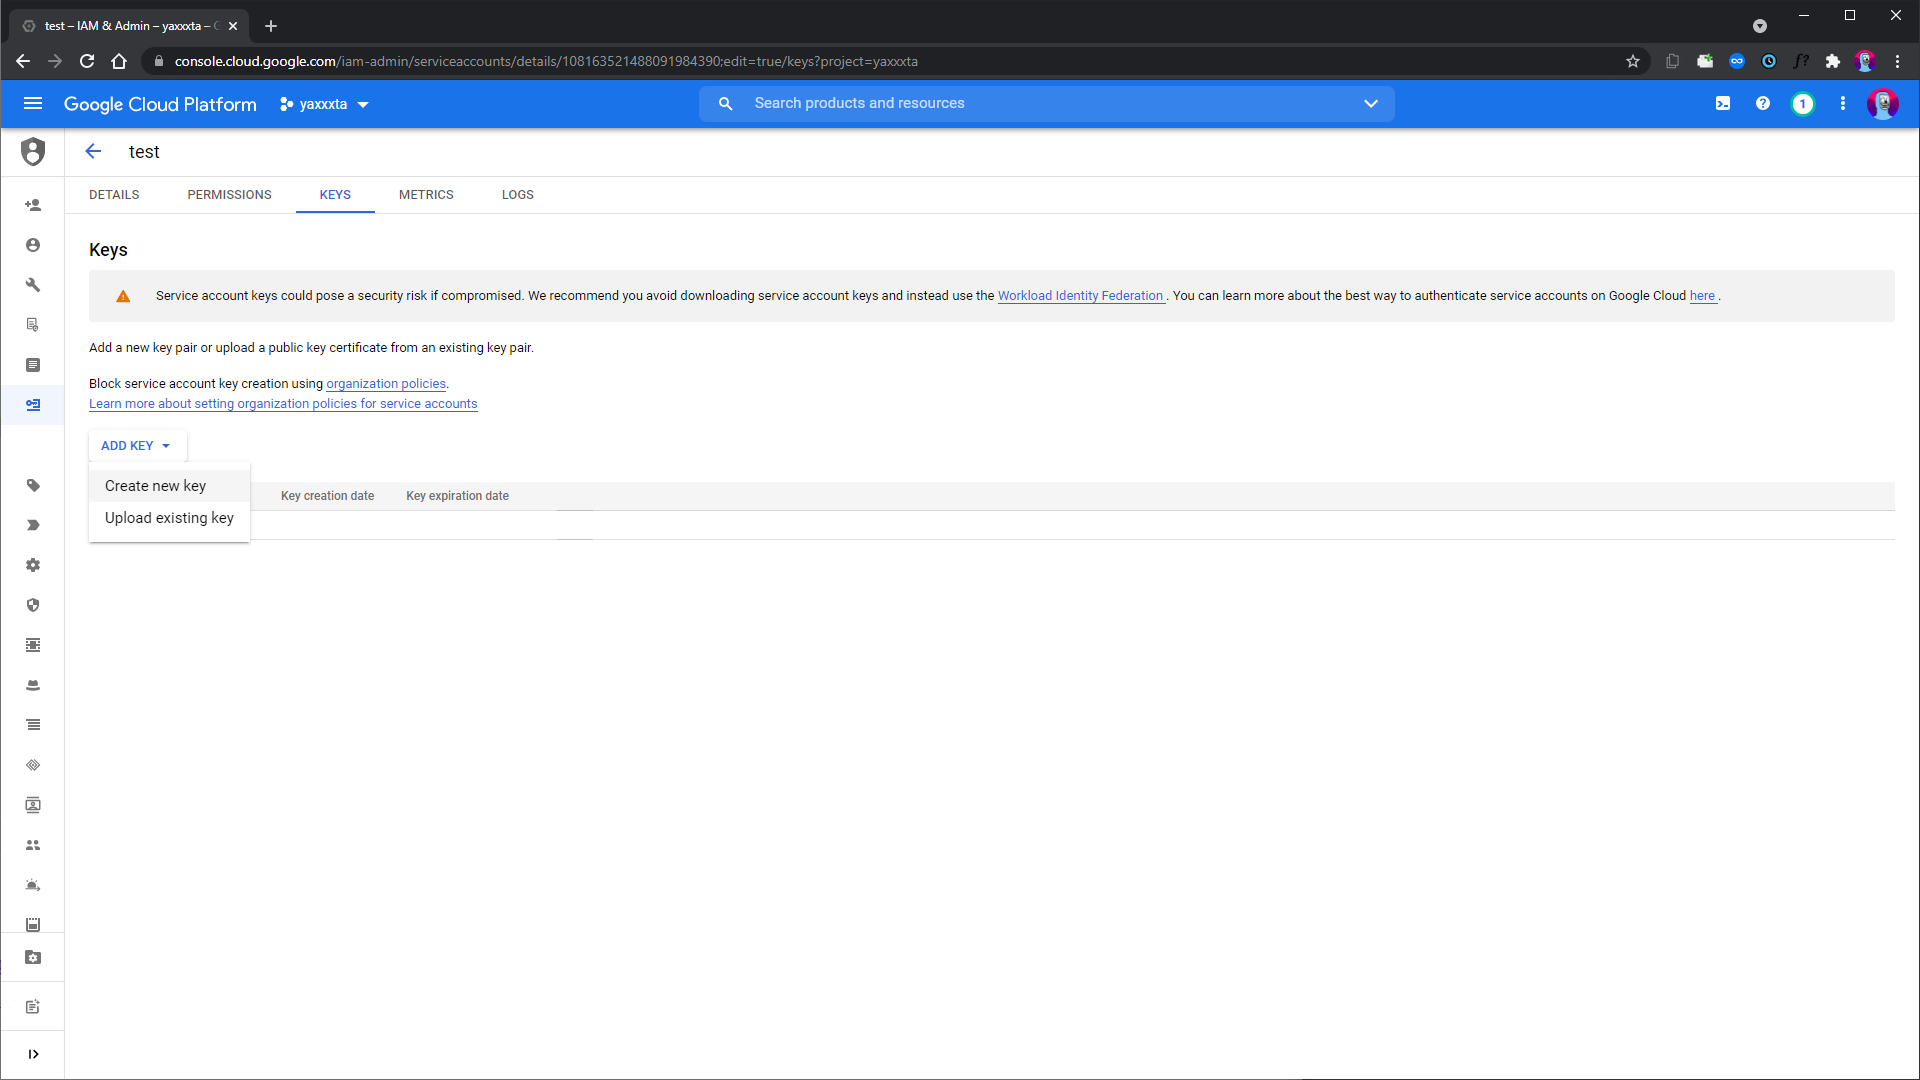 test – IAM & Admin – yaxxxta –
console.cloud.google.com/iam-admin/serviceaccounts/details/108163521488091984390;edit=true/keys?project=yaxxxta
f?
Google Cloud Platform
yaxxxta
Search products and resources
1
test
DETAILS
PERMISSIONS
KEYS
METRICS
LOGS
Keys
Service account keys could pose a security risk if compromised. We recommend you avoid downloading service account keys and instead use the Workload Identity Federation . You can learn more about the best way to authenticate service accounts on Google Cloud here .
Add a new key pair or upload a public key certificate from an existing key pair.
Block service account key creation using organization policies.
Learn more about setting organization policies for service accounts
ADD KEY
Create new key
Upload existing key
Key creation date
Key expiration date